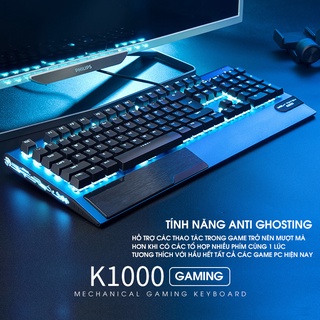 PHILIPS
TÍNH NĂNG ANTI GHOSTING
HỖ TRỢ CÁC THAO TÁC TRONG GAME TRỞ NÊN MƯỢT MÀ
HƠN KHI CÓ CÁC TỔ HỢP NHIỀU PHÍM CÙNG 1 LÚC
TƯƠNG THÍCH VỚI HẦU HẾT TẤT CẢ CÁC GAME PC HIỆN NAY
K1000 GAMING
MECHANICAL GAMING KEYBOARD